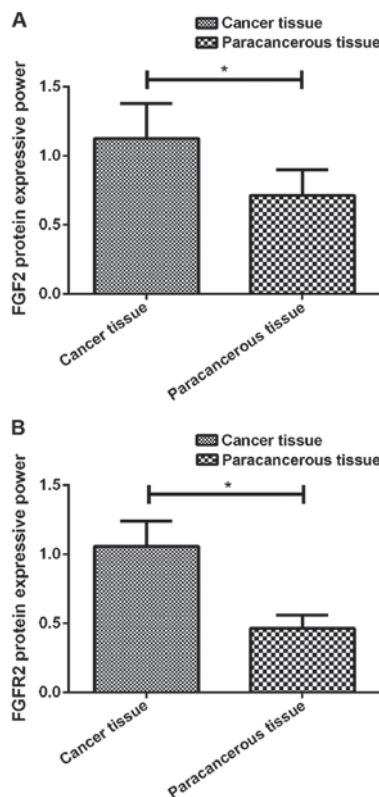 A
Cancer tissue
Paracancerous tissue
*
1.5
1.0
0.5
0.0
FGF2 protein expressive power
Cancer tissue
Paracancerous tissue
B
Cancer tissue
Paracancerous tissue
*
1.5
1.0
0.5
0.0
FGFR2 protein expressive power
Cancer tissue
Paracancerous tissue